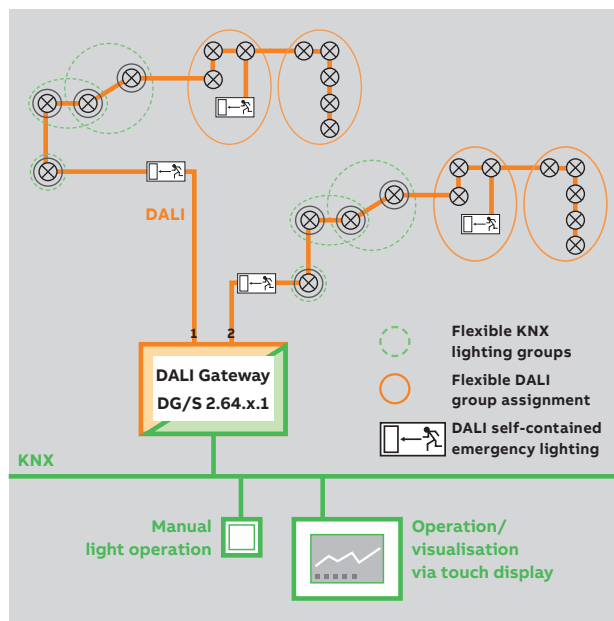 DALI
1
2
DALI Gateway
DG/S 2.64.x.1
Flexible KNX
lighting groups
Flexible DALI
group assignment
DALI self-contained
emergency lighting
KNX
Manual
light operation
Operation/
visualisation
via touch display